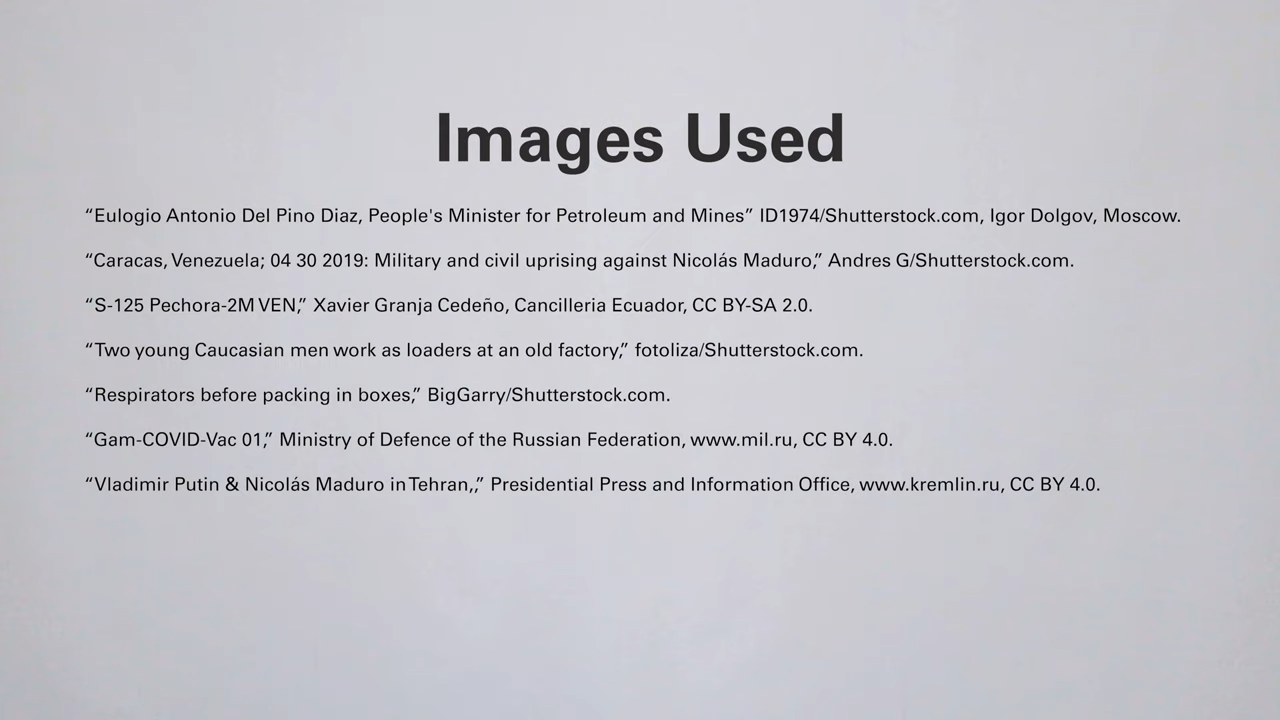 Images Used
“Eulogio Antonio Del Pino Diaz, People's Minister for Petroleum and Mines” ID1974/Shutterstock.com, Igor Dolgov, Moscow.
“Caracas, Venezuela; 04 30 2019: Military and civil uprising against Nicolás Maduro,” Andres G/Shutterstock.com.
“S-125 Pechora-2M VEN,” Xavier Granja Cedeño, Cancilleria Ecuador, CC BY-SA 2.0.
“Two young Caucasian men work as loaders at an old factory,” fotoliza/Shutterstock.com.
“Respirators before packing in boxes,” BigGarry/Shutterstock.com.
“Gam-COVID-Vac 01,” Ministry of Defence of the Russian Federation, www.mil.ru, CC BY 4.0.
“Vladimir Putin & Nicolás Maduro in Tehran,,” Presidential Press and Information Office, www.kremlin.ru, CC BY 4.0.